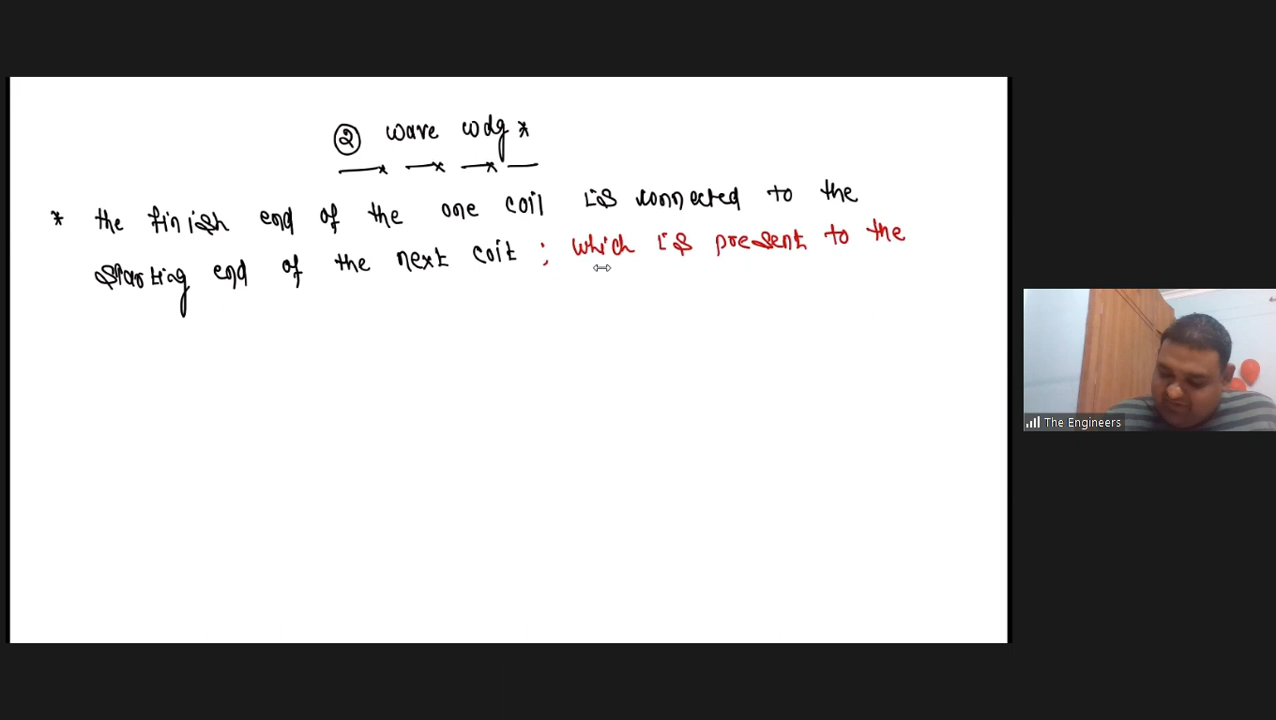 ② wave wdg *
* the finish end of the one coil is connected to the
starting end of the next coil ; which is present to the
The Engineers